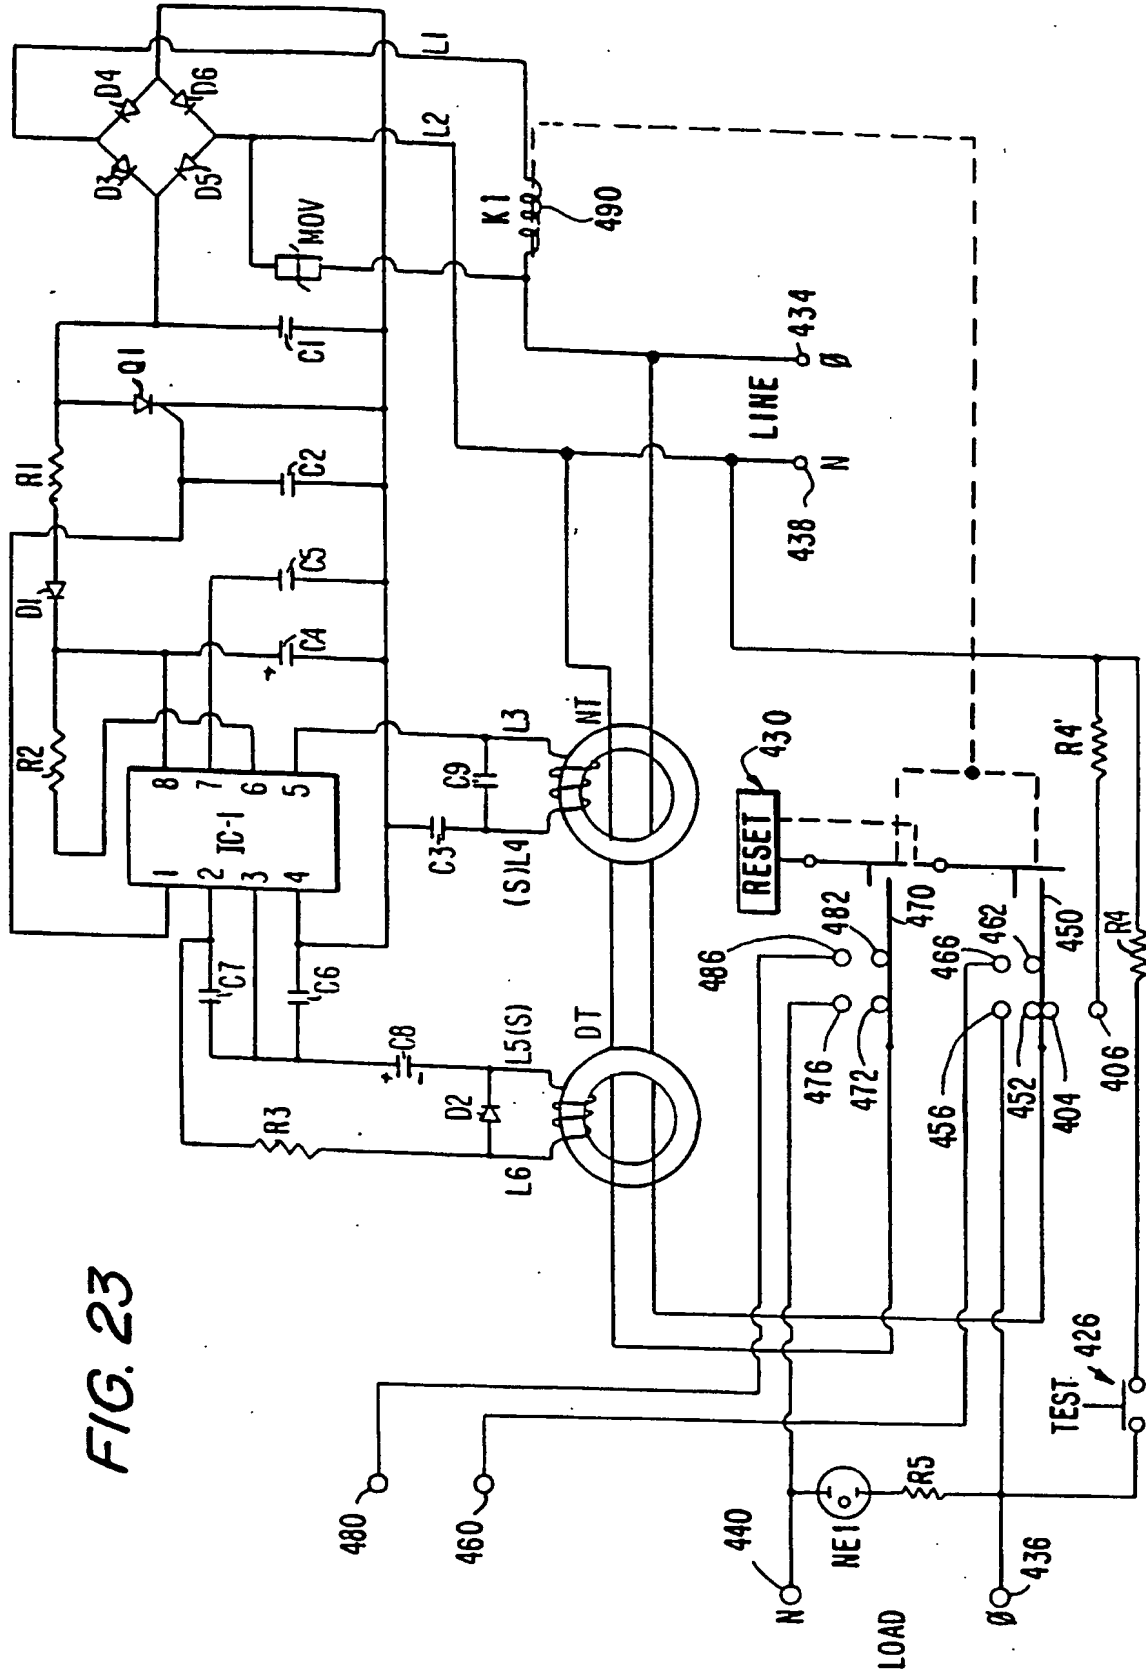 FIG. 23
D4
D6
D3
D5
L1
L2
MOV
K1
490
C1
Q1
R1
C2
D1
C5
C4
+
R2
IC-1
8
7
6
5
1
2
3
4
C7
C6
C3
C9
L3
(S)L4
NT
R3
C8
+
-
D2
L5(S)
L6
DT
LINE
434
Ø
438
N
RESET
430
R4'
486
482
470
476
472
466
462
450
456
452
404
406
R4
TEST
426
480
460
440
N
NE1
R5
LOAD
Ø
436